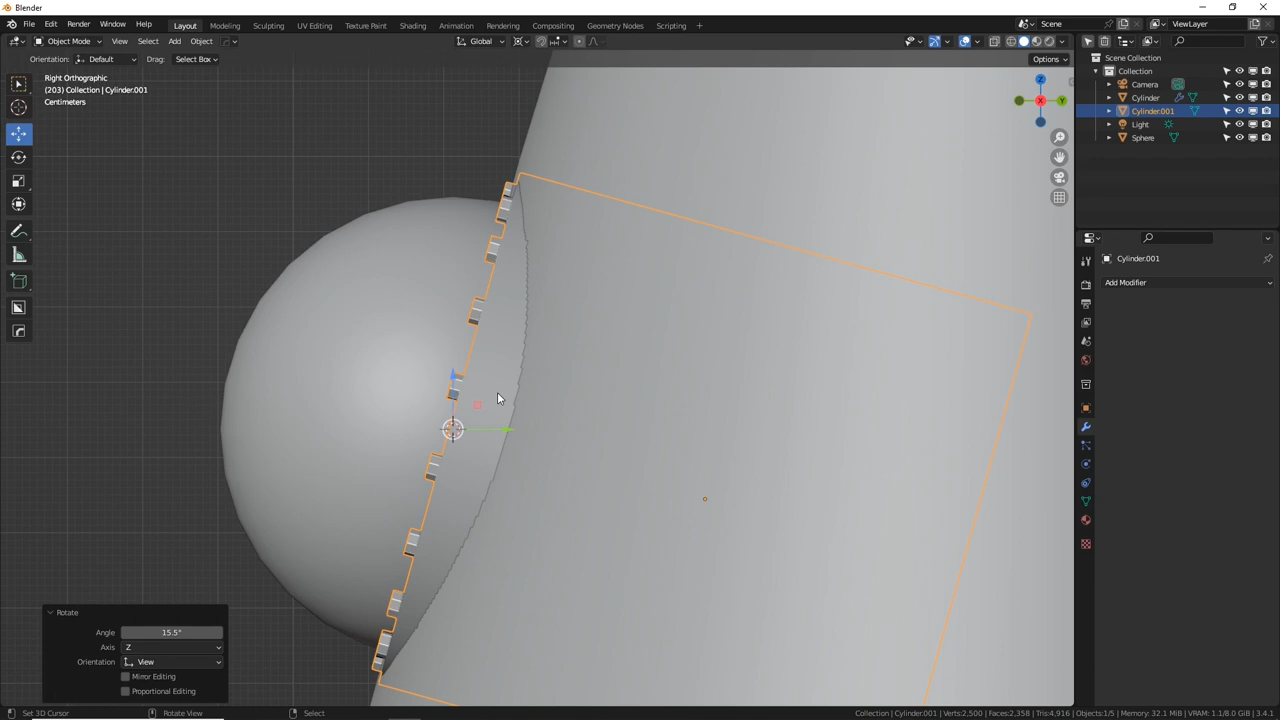 Blender
File Edit Render Window Help Layout Modeling Sculpting UV Editing Texture Paint Shading Animation Rendering Compositing Geometry Nodes Scripting + Scene ViewLayer
Object Mode View Select Add Object Global
Orientation: Default Drag: Select Box Options
Right Orthographic
(203) Collection | Cylinder.001
Centimeters
X
Y
Z
Scene Collection
Collection
Camera
Cylinder
Cylinder.001
Light
Sphere
Cylinder.001
Add Modifier
Rotate
Angle 15.5°
Axis Z
Orientation View
Mirror Editing
Proportional Editing
Set 3D Cursor Rotate View Select Collection | Cylinder.001 | Verts:2,500 | Faces:2,358 | Tris:4,916 | Objects:1/5 | Memory: 32.1 MiB | VRAM: 1.1/8.0 GiB | 3.4.1